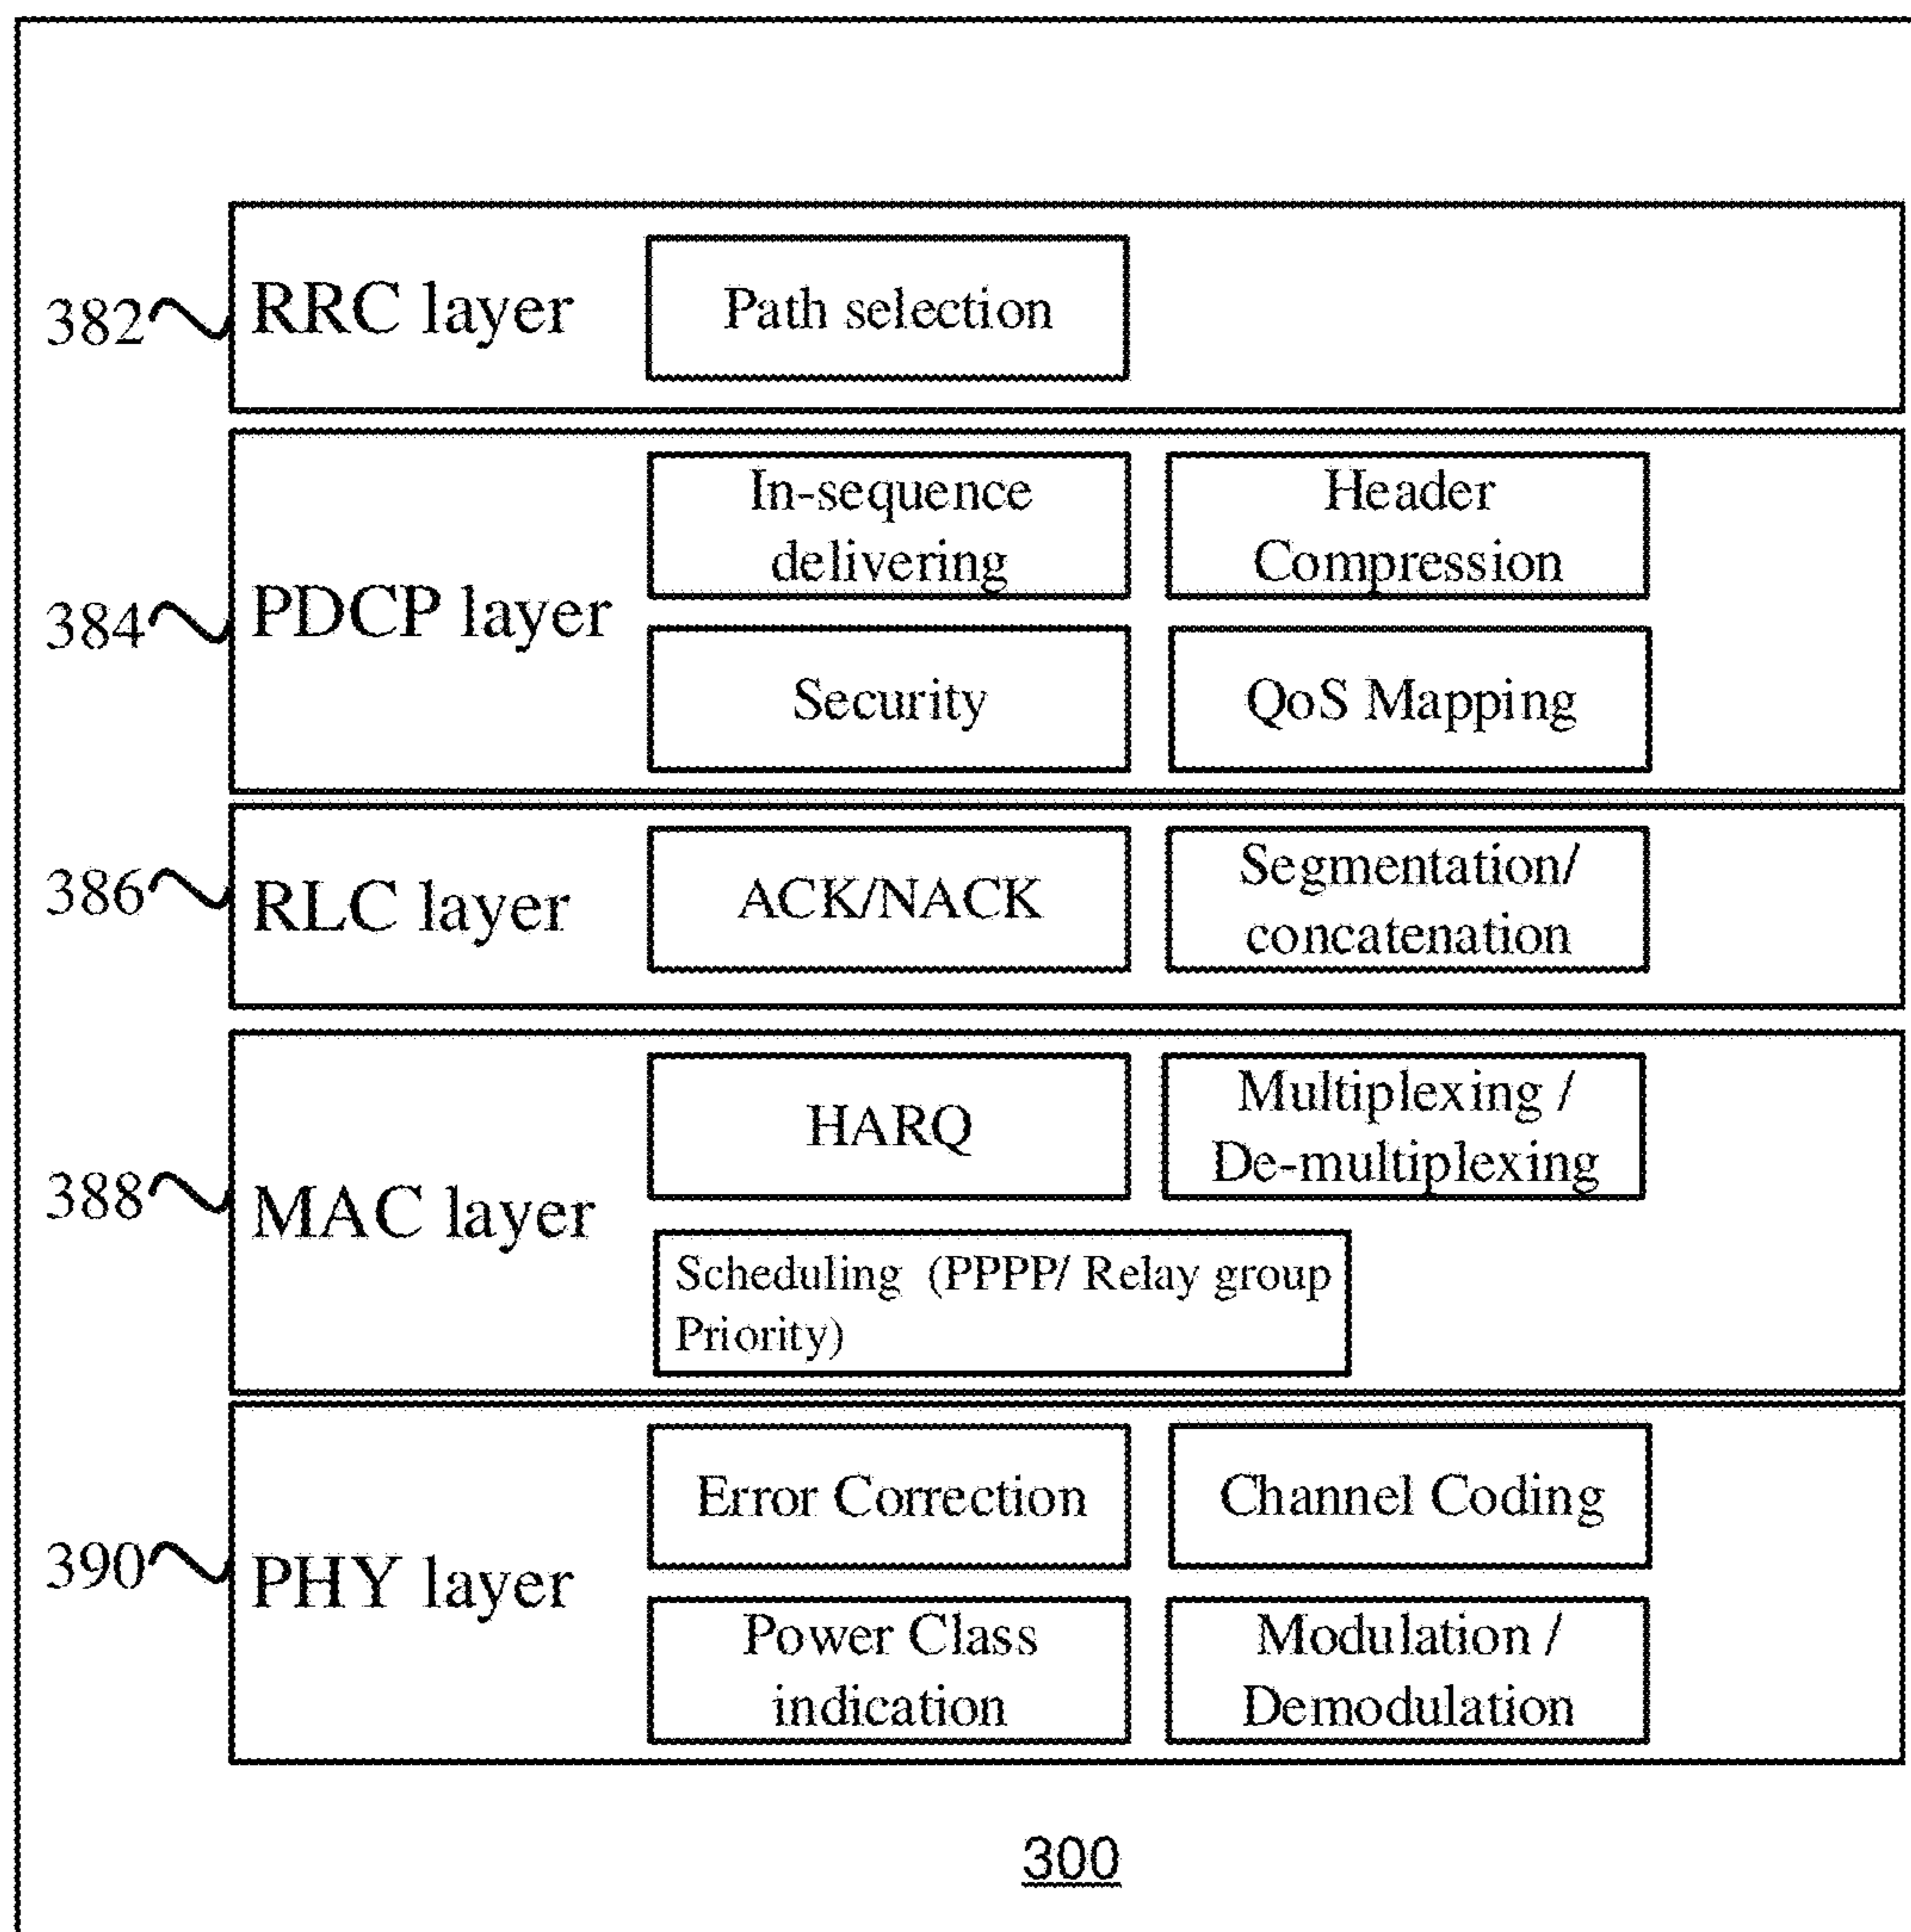 382
RRC layer
Path selection
384
PDCP layer
In-sequence
delivering
Header
Compression
Security
QoS Mapping
386
RLC layer
ACK/NACK
Segmentation/
concatenation
388
MAC layer
HARQ
Multiplexing /
De-multiplexing
Scheduling (PPPP/ Relay group
Priority)
390
PHY layer
Error Correction
Channel Coding
Power Class
indication
Modulation /
Demodulation
300